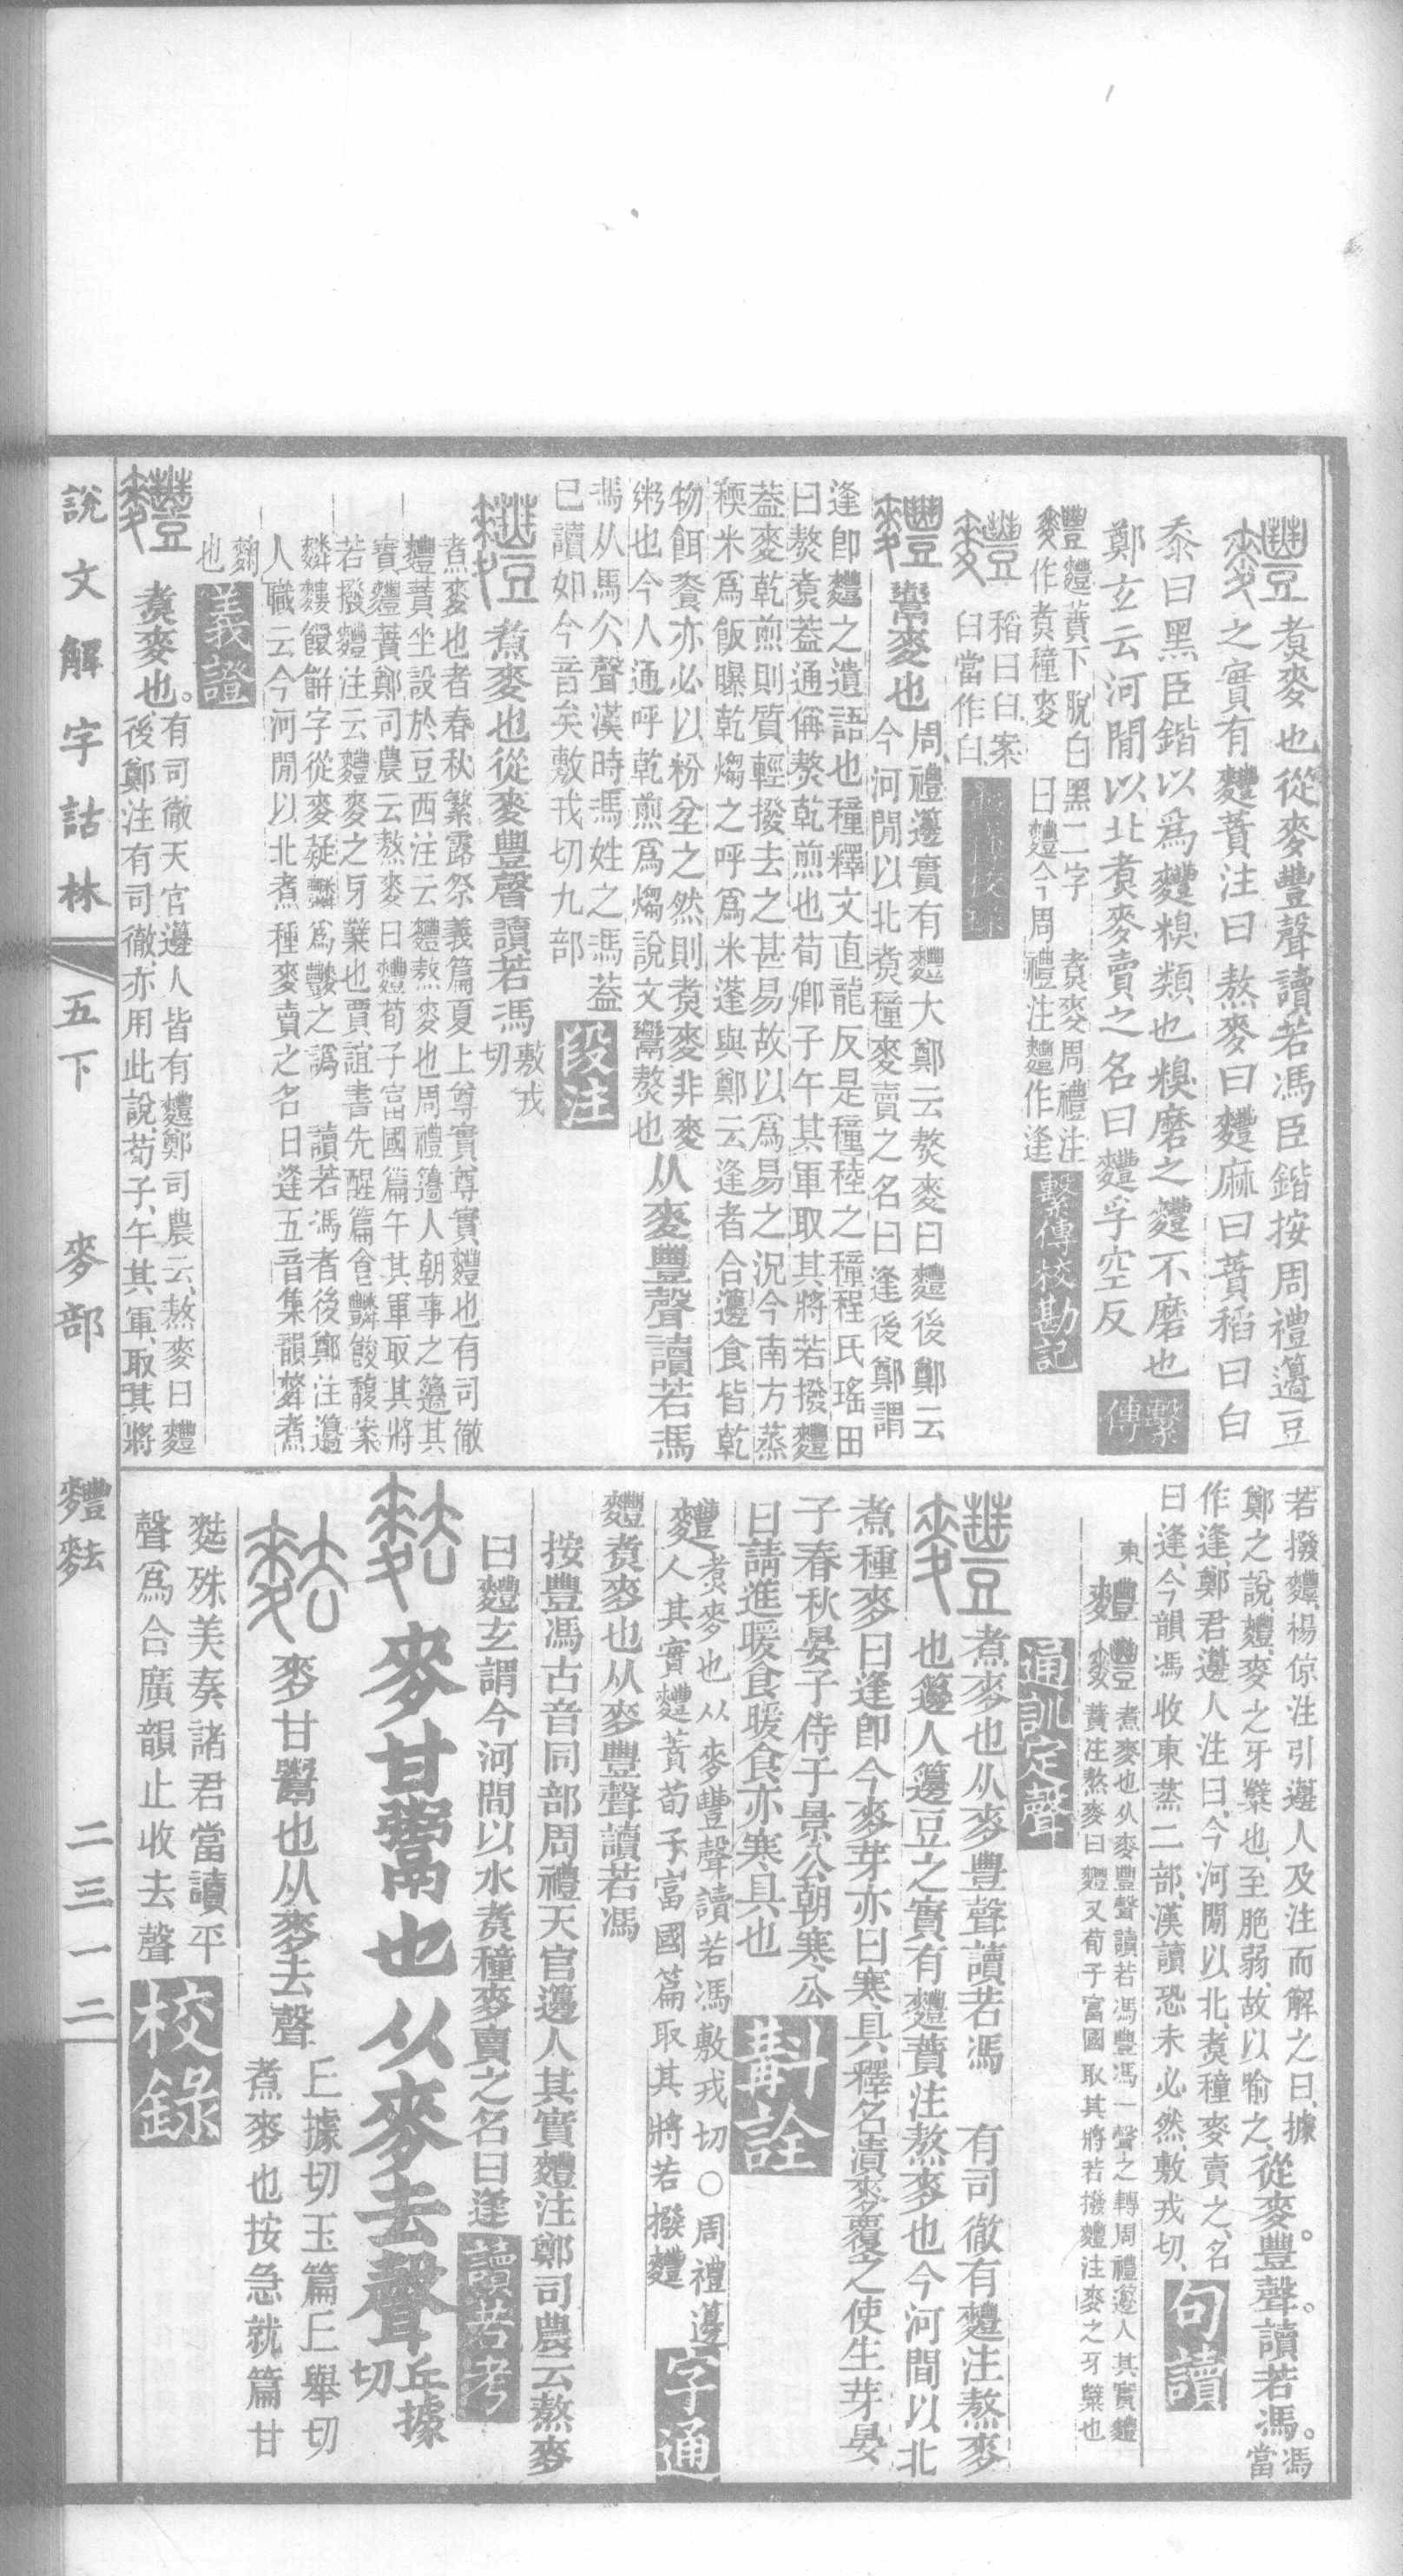 麷煮麥也從麥豐聲讀若馮臣鍇按周禮籩豆
之實有麷蕡注曰熬麥曰麷麻曰蕡稻曰白
黍曰黑臣鍇以爲麷糗類也糗磨之麷不磨也
鄭玄云河閒以北煮麥賣之名曰麷孚空反 繫傳
麷麷蕡下脫白黑二字 煮麥周禮注
作煮穜麥 曰麷今周禮注麷作逢 繫傳校勘記
麷稻曰臼案
臼當作白
麷䰞麥也周禮籩實有麷大鄭云熬麥曰麷後鄭云
今河閒以北煮穜麥賣之名曰逢後鄭謂
逢卽麷之遺語也穜釋文直龍反是穜稑之穜程氏瑤田
曰熬煮蓋通偁熬乾煎也荀卿子午其軍取其將若撥麷
蓋麥乾煎則質輕撥去之甚易故以爲易之況今南方蒸
稬米爲飯曝乾煼之呼爲米蓬與鄭云逢者合籩食皆乾
物餌餈亦必以粉坌之然則煮麥非麥
粥也今人通呼乾煎爲煼說文䰞熬也从麥豐聲讀若馮
馮从馬仌聲漢時馮姓之馮蓋
已讀如今音矣敷戎切九部 段注
麷煮麥也從麥豐聲讀若馮敷戎
切
煮麥也者春秋繁露祭義篇夏上尊實尊實麷也有司徹
麷蕡坐設於豆西注云麷熬麥也周禮籩人朝事之籩其
實麷蕡鄭司農云熬麥曰麷荀子富國篇午其軍取其將
若撥麷注云麷麥之牙蘖也賈誼書先醒篇
字從麥疑爲之譌 讀若馮者後鄭注籩
人職云今河閒以北煮種麥賣之名曰逢五音集韻煮
麴
也 義證
麷煮麥也。有司徹天官籩人皆有麷鄭司農云、熬麥曰麷
後鄭注有司徹、亦用此說、荀子、午其軍、取其將
若撥麷、楊倞注引籩人及注而解之曰、據
鄭之說、麷、麥之牙蘖也、至脆弱、故以喻之、從麥。豐聲。讀若馮。馮當
作逢、鄭君籩人注曰、今河閒以北、煮穜麥賣之、名
曰逢、今韻馮收東蒸二部、漢讀恐未必然、敷戎切、 句讀
東 麷麷煮麥也从麥豐聲讀若馮豐馮一聲之轉周禮籩人其實麷
蕡注熬麥曰麷又荀子富國取其將若撥麷注麥之牙蘖也
通訓定聲
麷煮麥也从麥豐聲讀若馮 有司徹有麷注熬麥
也籩人籩豆之實有麷蕡注熬麥也今河間以北
煮種麥曰逢卽今麥芽亦曰寒具釋名漬麥覆之使生芽晏
子春秋晏子侍于景公朝寒公
曰請進暖食暖食亦寒具也 斠詮
麷煮麥也从麥豐聲讀若馮敷戎切〇周禮籩
人其實麷蕡荀子富國篇取其將若撥麷 字通
麷煮麥也从麥豐聲讀若馮
按豐馮古音同部周禮天官籩人其實麷注鄭司農云熬麥
曰麷玄謂今河間以水煮穜麥賣之名曰逢 讀若考
麮麥甘䰞也从麥去聲丘據
切
麮麥甘䰞也从麥去聲丘據切玉篇丘舉切
煮麥也按急就篇甘
麮殊美奏諸君當讀平
聲爲合廣韻止收去聲 校錄
說文解字詁林 五下 麥部 麷麮 二三一二